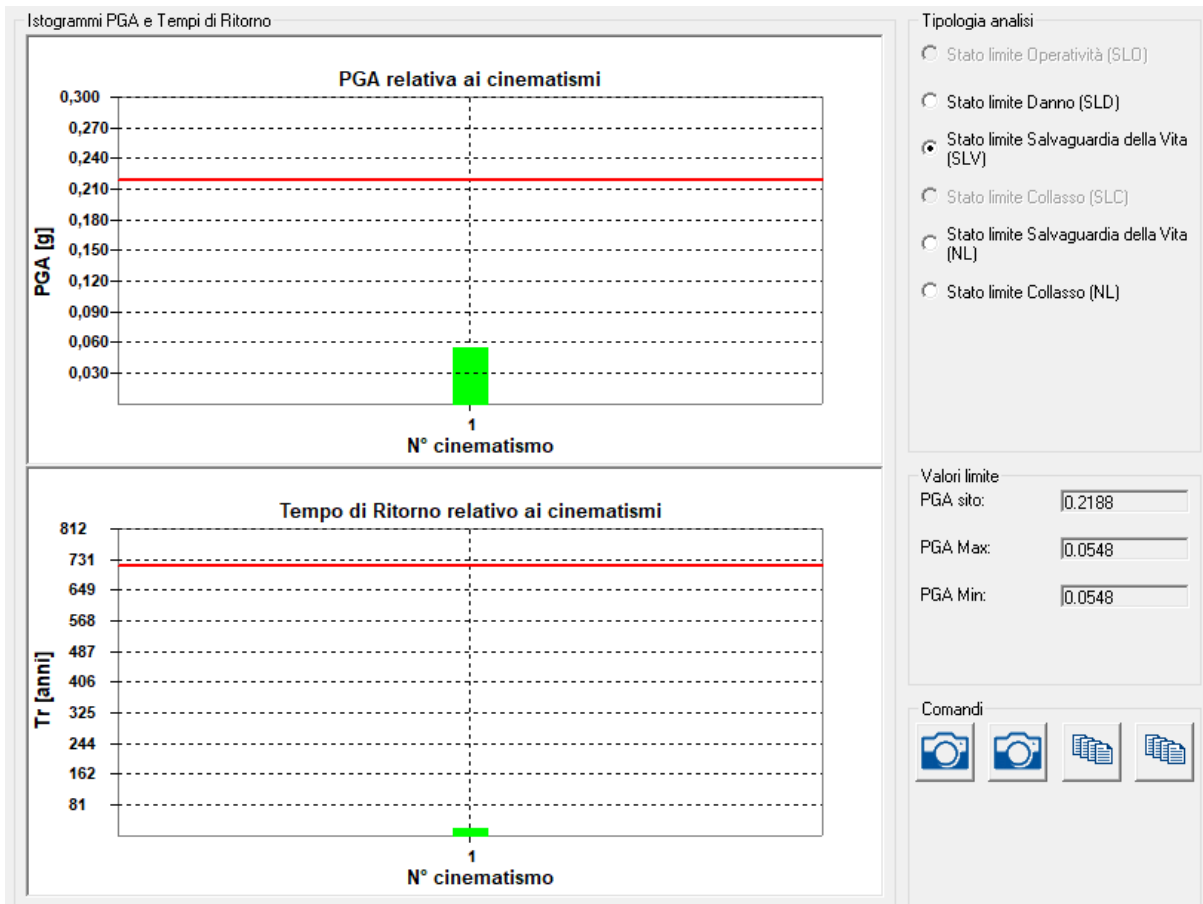 Istogrammi PGA e Tempi di Ritorno
PGA relativa ai cinematismi
0,300
0,270
0,240
0,210
0,180
0,150
0,120
0,090
0,060
0,030
PGA [g]
1
N° cinematismo
Tempo di Ritorno relativo ai cinematismi
812
731
649
568
487
406
325
244
162
81
Tr [anni]
1
N° cinematismo
Tipologia analisi
Stato limite Operatività (SLO)
Stato limite Danno (SLD)
Stato limite Salvaguardia della Vita
(SLV)
Stato limite Collasso (SLC)
Stato limite Salvaguardia della Vita
(NL)
Stato limite Collasso (NL)
Valori limite
PGA sito: 0.2188
PGA Max: 0.0548
PGA Min: 0.0548
Comandi